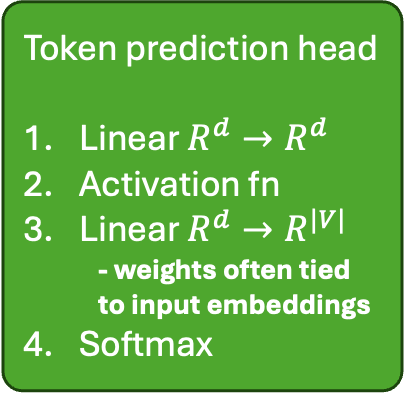 Token prediction head
1. Linear R^d → R^d
2. Activation fn
3. Linear R^d → R^|V|
- weights often tied
to input embeddings
4. Softmax